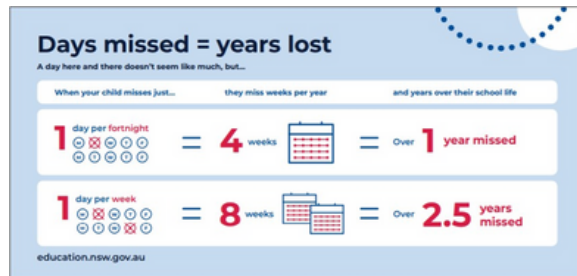 Days missed = years lost
A day here and there doesn't seem like much, but...
When your child misses just... they miss weeks per year and years over their school life
1 day per fortnight = 4 weeks = Over 1 year missed
M T W T F
M T W T F
1 day per week = 8 weeks = Over 2.5 years missed
M T W T F
M T W T F
education.nsw.gov.au